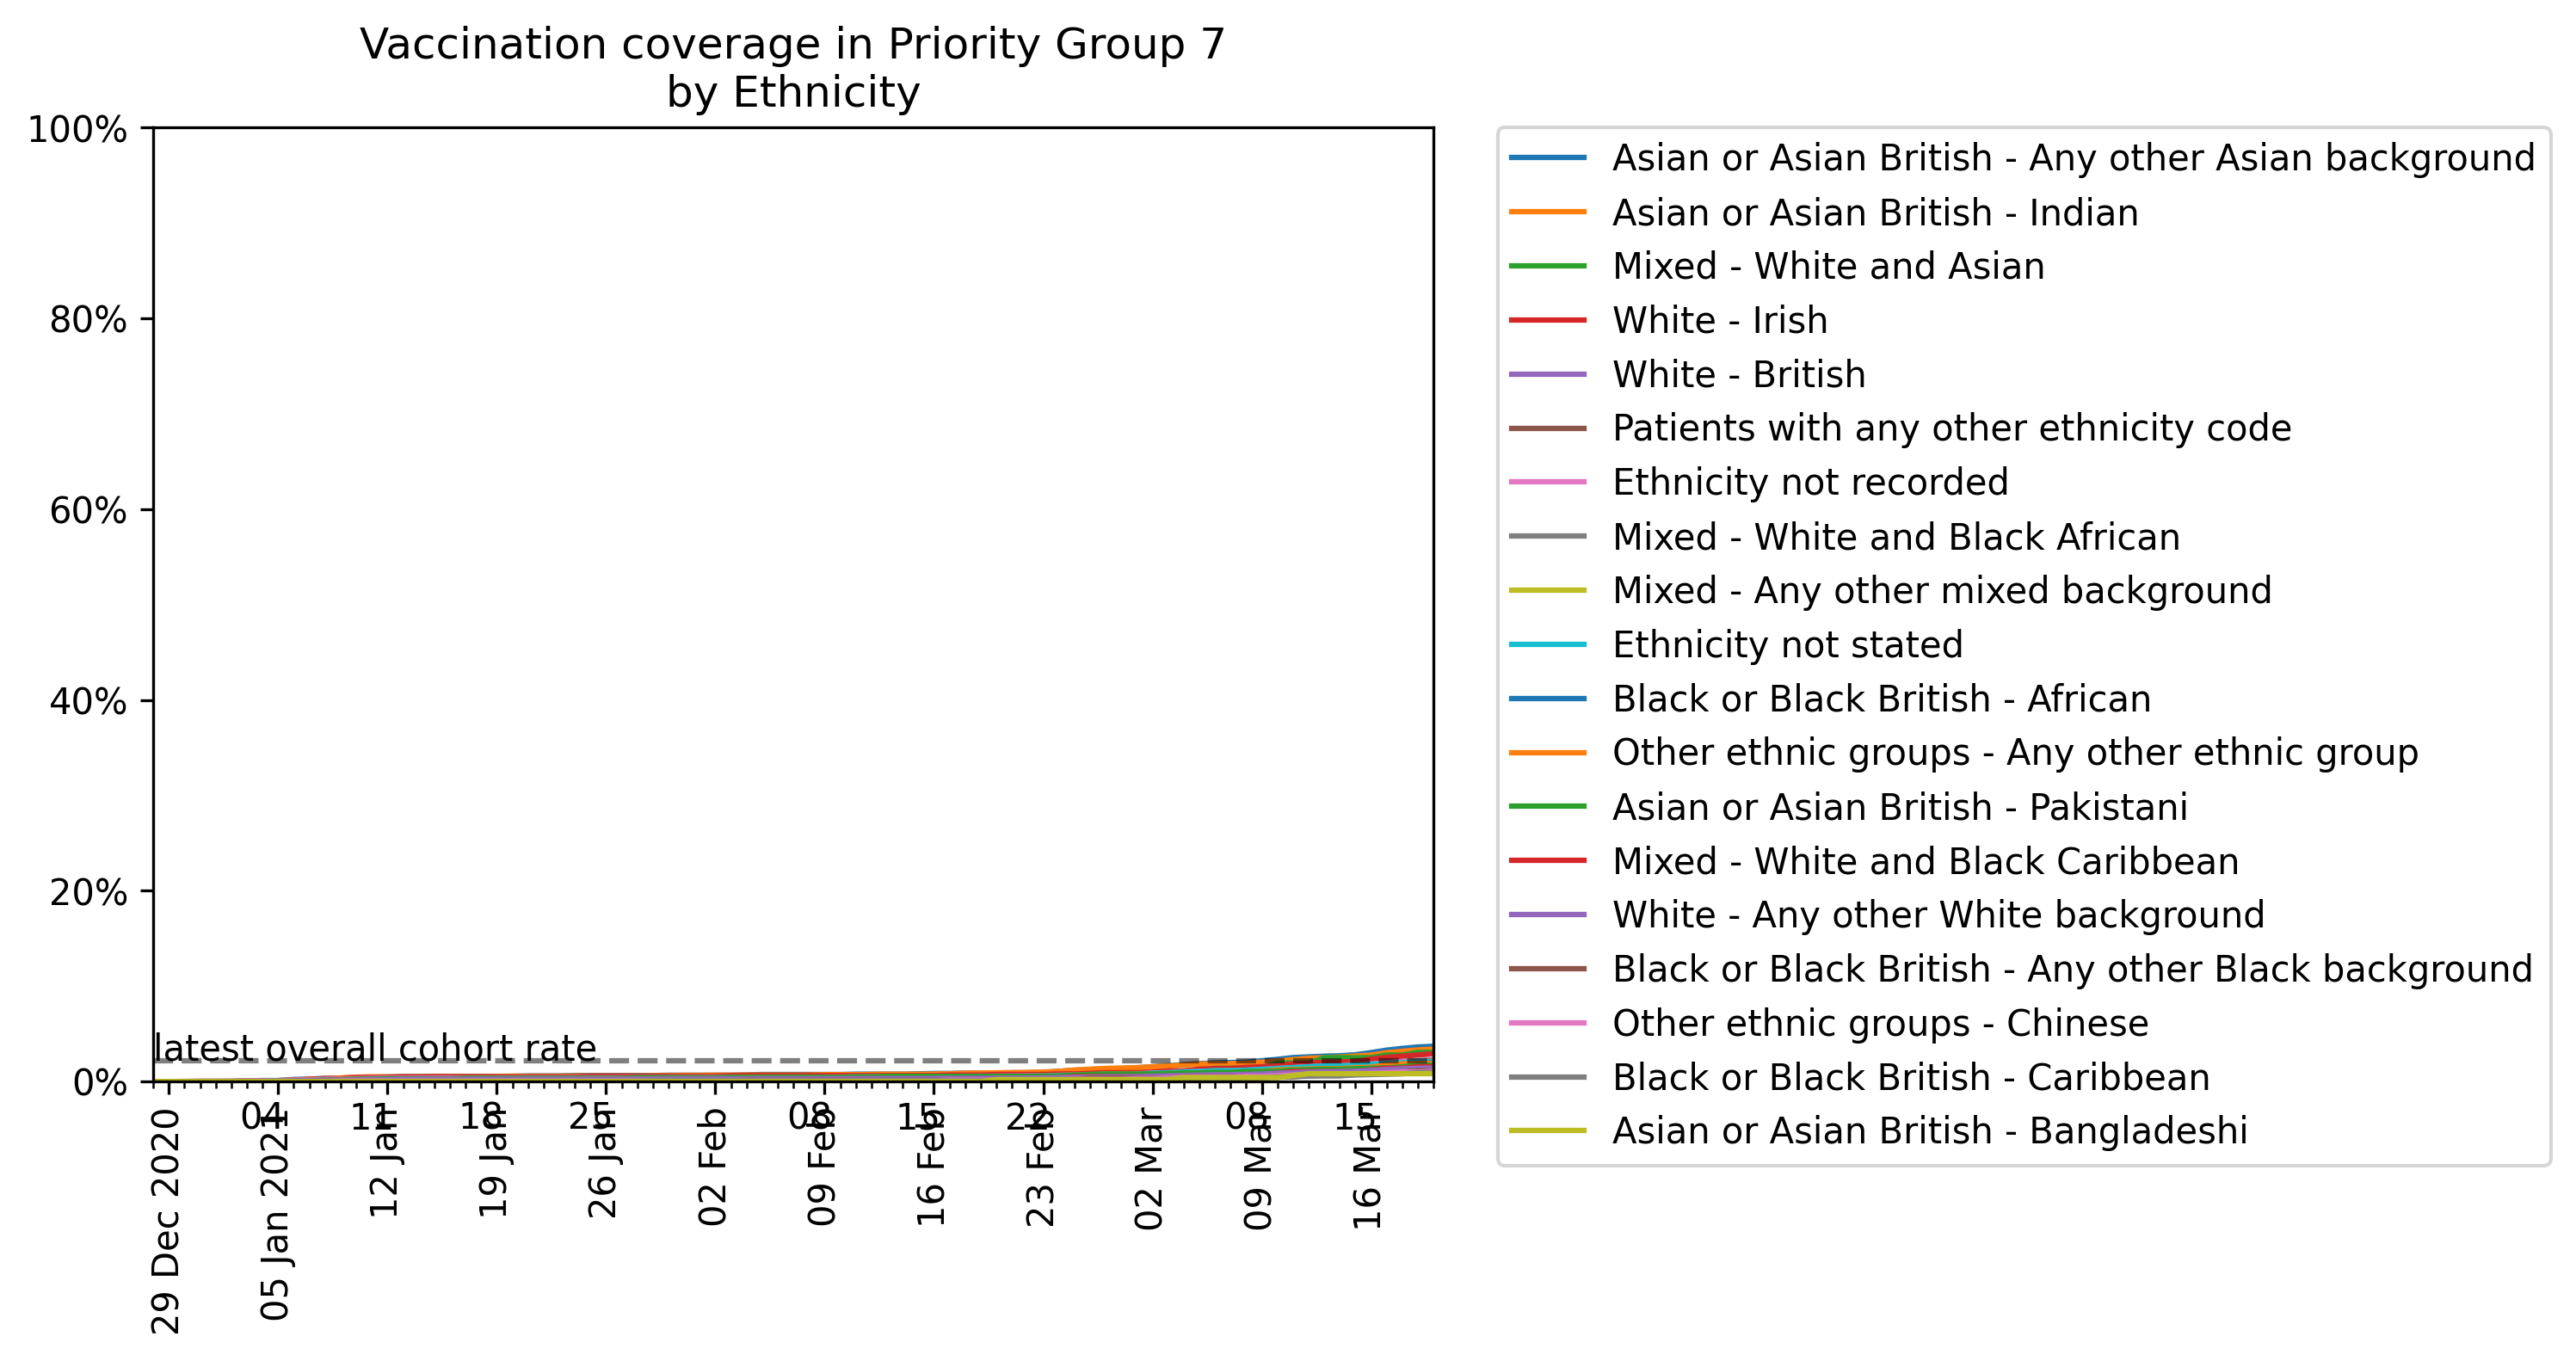 Vaccination coverage in Priority Group 7
by Ethnicity
100%
80%
60%
40%
20%
0%
latest overall cohort rate
04
11
18
25
08
15
22
08
15
29 Dec 2020
05 Jan 2021
12 Jan
19 Jan
26 Jan
02 Feb
09 Feb
16 Feb
23 Feb
02 Mar
09 Mar
16 Mar
Asian or Asian British - Any other Asian background
Asian or Asian British - Indian
Mixed - White and Asian
White - Irish
White - British
Patients with any other ethnicity code
Ethnicity not recorded
Mixed - White and Black African
Mixed - Any other mixed background
Ethnicity not stated
Black or Black British - African
Other ethnic groups - Any other ethnic group
Asian or Asian British - Pakistani
Mixed - White and Black Caribbean
White - Any other White background
Black or Black British - Any other Black background
Other ethnic groups - Chinese
Black or Black British - Caribbean
Asian or Asian British - Bangladeshi